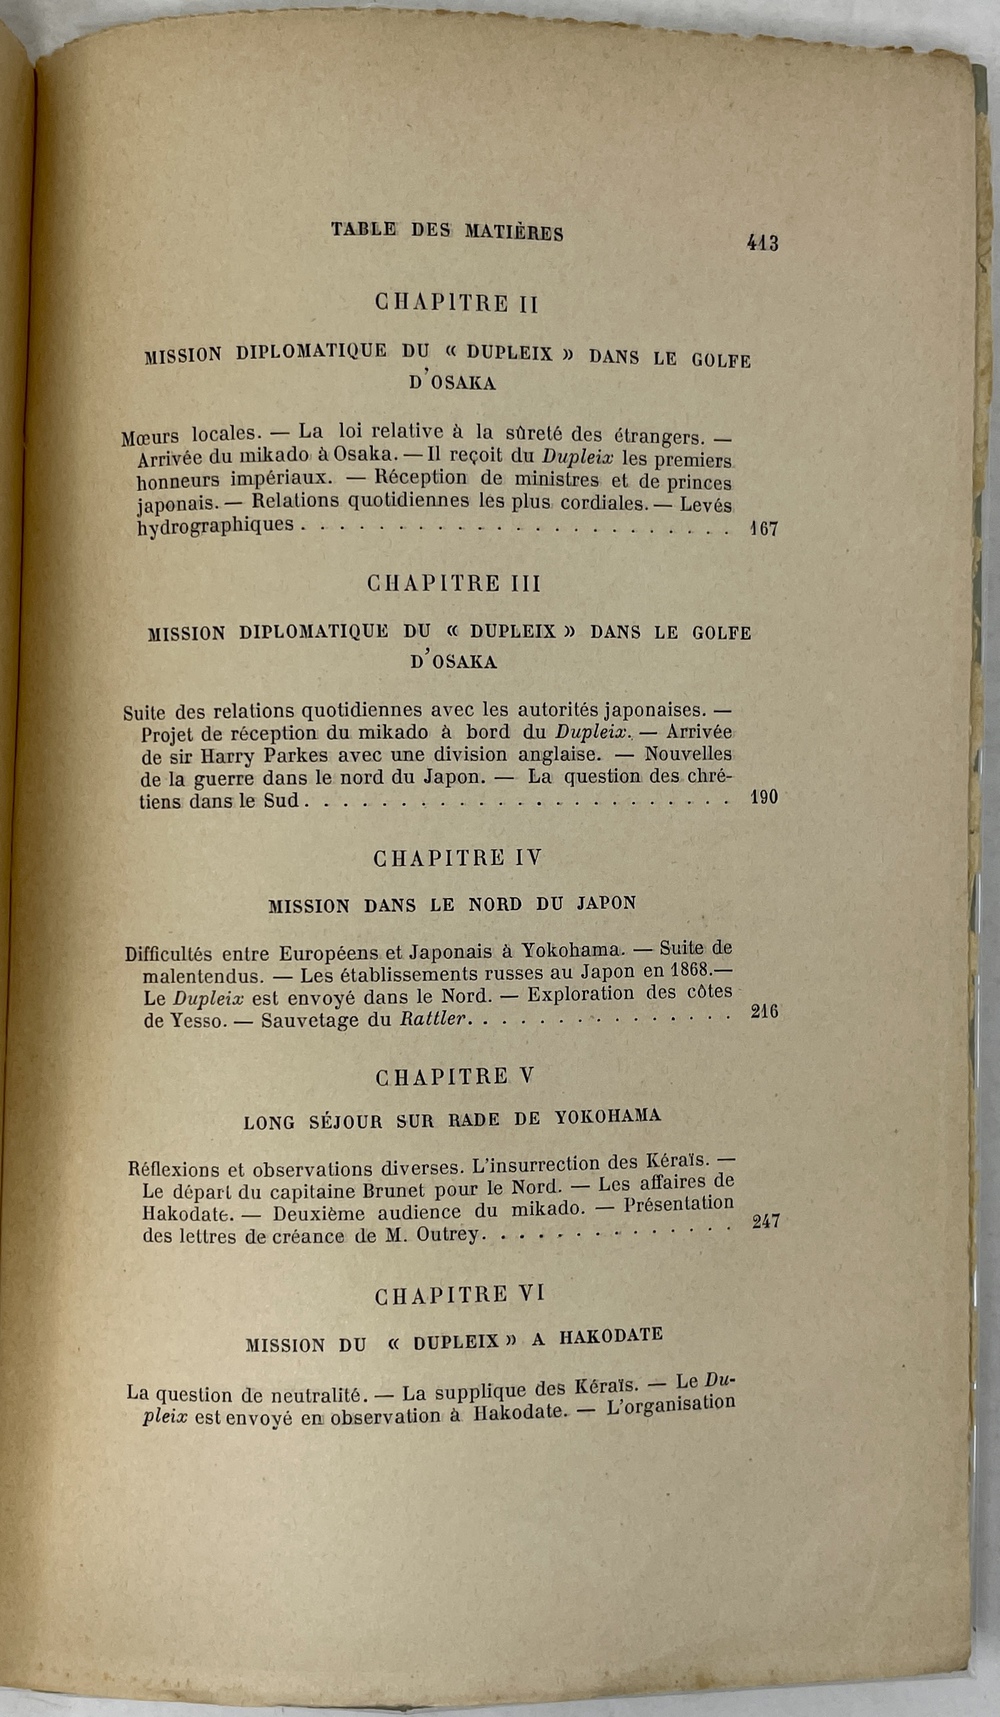 TABLE DES MATIÈRES 413
CHAPITRE II
MISSION DIPLOMATIQUE DU « DUPLEIX » DANS LE GOLFE
D'OSAKA
Mœurs locales. — La loi relative à la sûreté des étrangers. —
Arrivée du mikado à Osaka. — Il reçoit du Dupleix les premiers
honneurs impériaux. — Réception de ministres et de princes
japonais. — Relations quotidiennes les plus cordiales. — Levés
hydrographiques . . . . . . . . . . . . . . . . . . . . . . . 167
CHAPITRE III
MISSION DIPLOMATIQUE DU « DUPLEIX » DANS LE GOLFE
D'OSAKA
Suite des relations quotidiennes avec les autorités japonaises. —
Projet de réception du mikado à bord du Dupleix. — Arrivée
de sir Harry Parkes avec une division anglaise. — Nouvelles
de la guerre dans le nord du Japon. — La question des chré-
tiens dans le Sud . . . . . . . . . . . . . . . . . . . . . . . 190
CHAPITRE IV
MISSION DANS LE NORD DU JAPON
Difficultés entre Européens et Japonais à Yokohama. — Suite de
malentendus. — Les établissements russes au Japon en 1868. —
Le Dupleix est envoyé dans le Nord. — Exploration des côtes
de Yesso. — Sauvetage du Rattler. . . . . . . . . . . . . . . 216
CHAPITRE V
LONG SÉJOUR SUR RADE DE YOKOHAMA
Réflexions et observations diverses. L'insurrection des Kéraïs. —
Le départ du capitaine Brunet pour le Nord. — Les affaires de
Hakodate. — Deuxième audience du mikado. — Présentation
des lettres de créance de M. Outrey. . . . . . . . . . . . . . 247
CHAPITRE VI
MISSION DU « DUPLEIX » A HAKODATE
La question de neutralité. — La supplique des Kéraïs. — Le Du-
pleix est envoyé en observation à Hakodate. — L'organisation